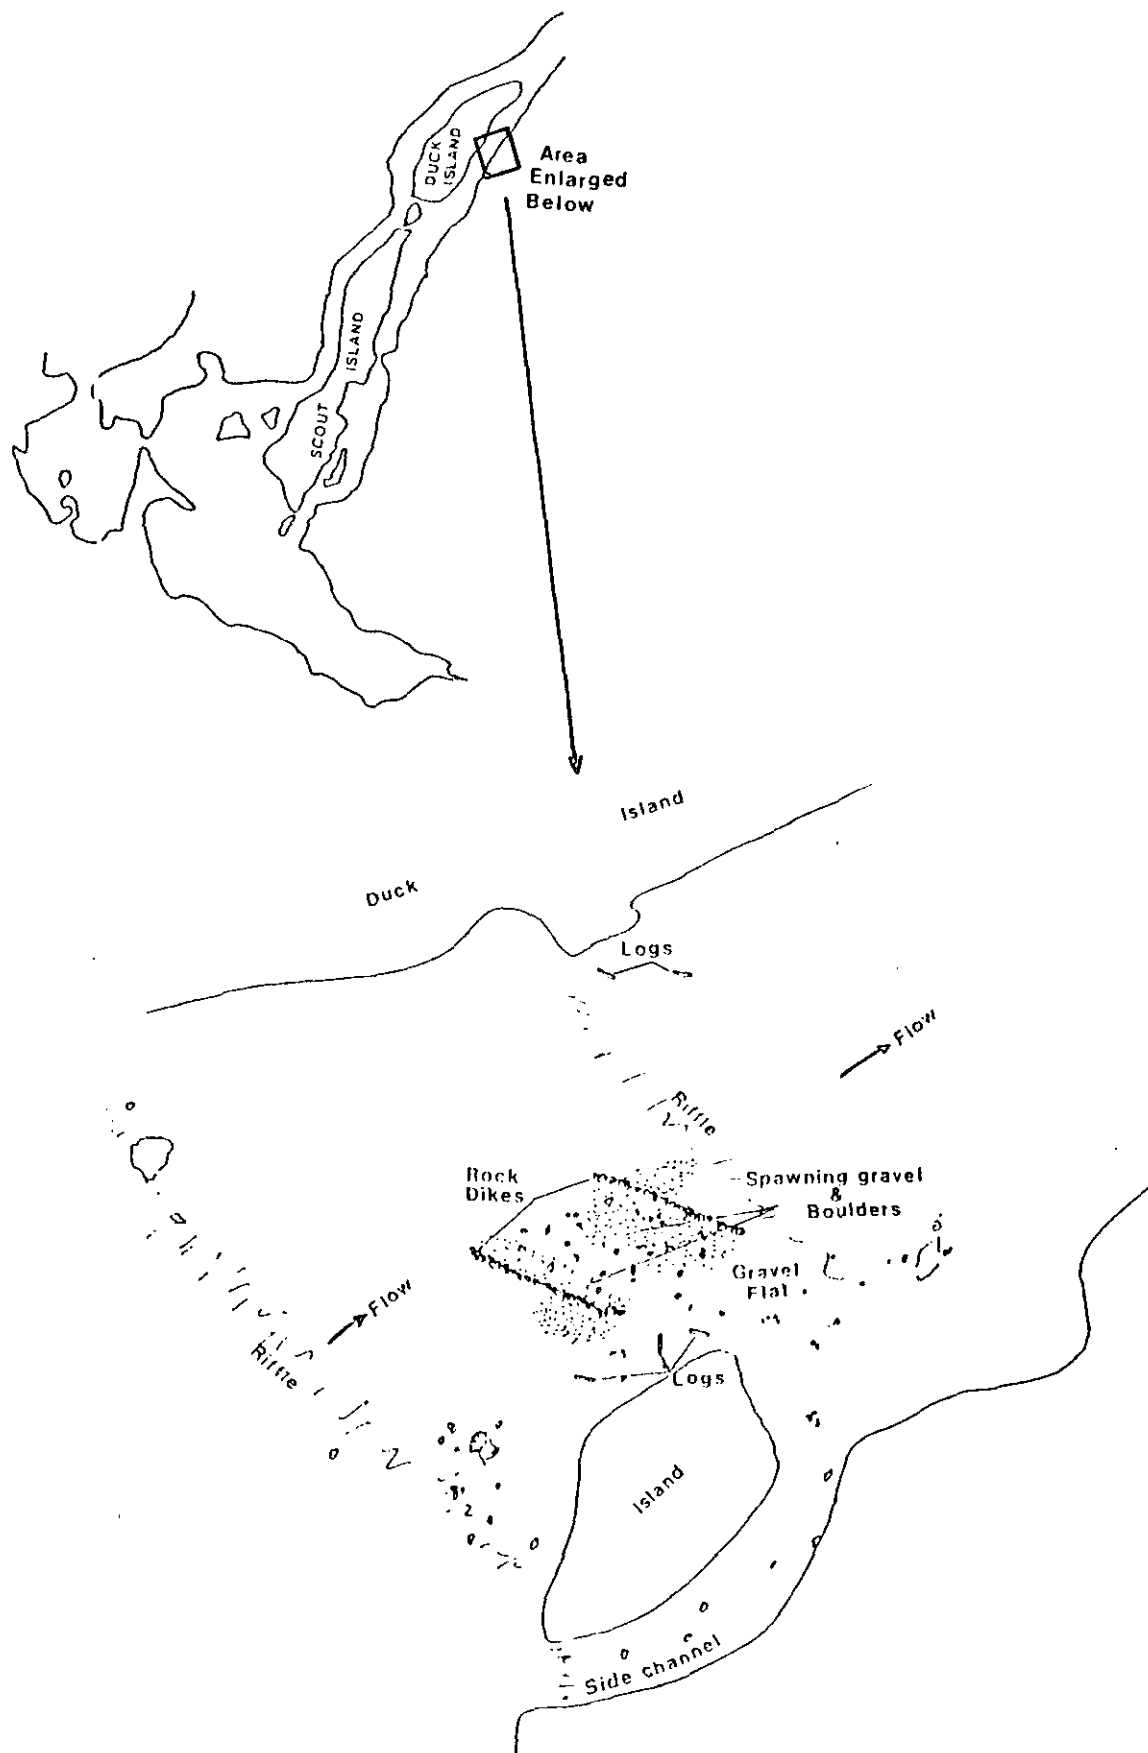 DUCK
ISLAND
Area
Enlarged
Below
ISLAND
SCOUT
Island
Duck
Logs
Flow
Riffle
Rock
Dikes
Spawning gravel
&
Boulders
Gravel
Flat
Flow
Riffle
Logs
Island
Side channel